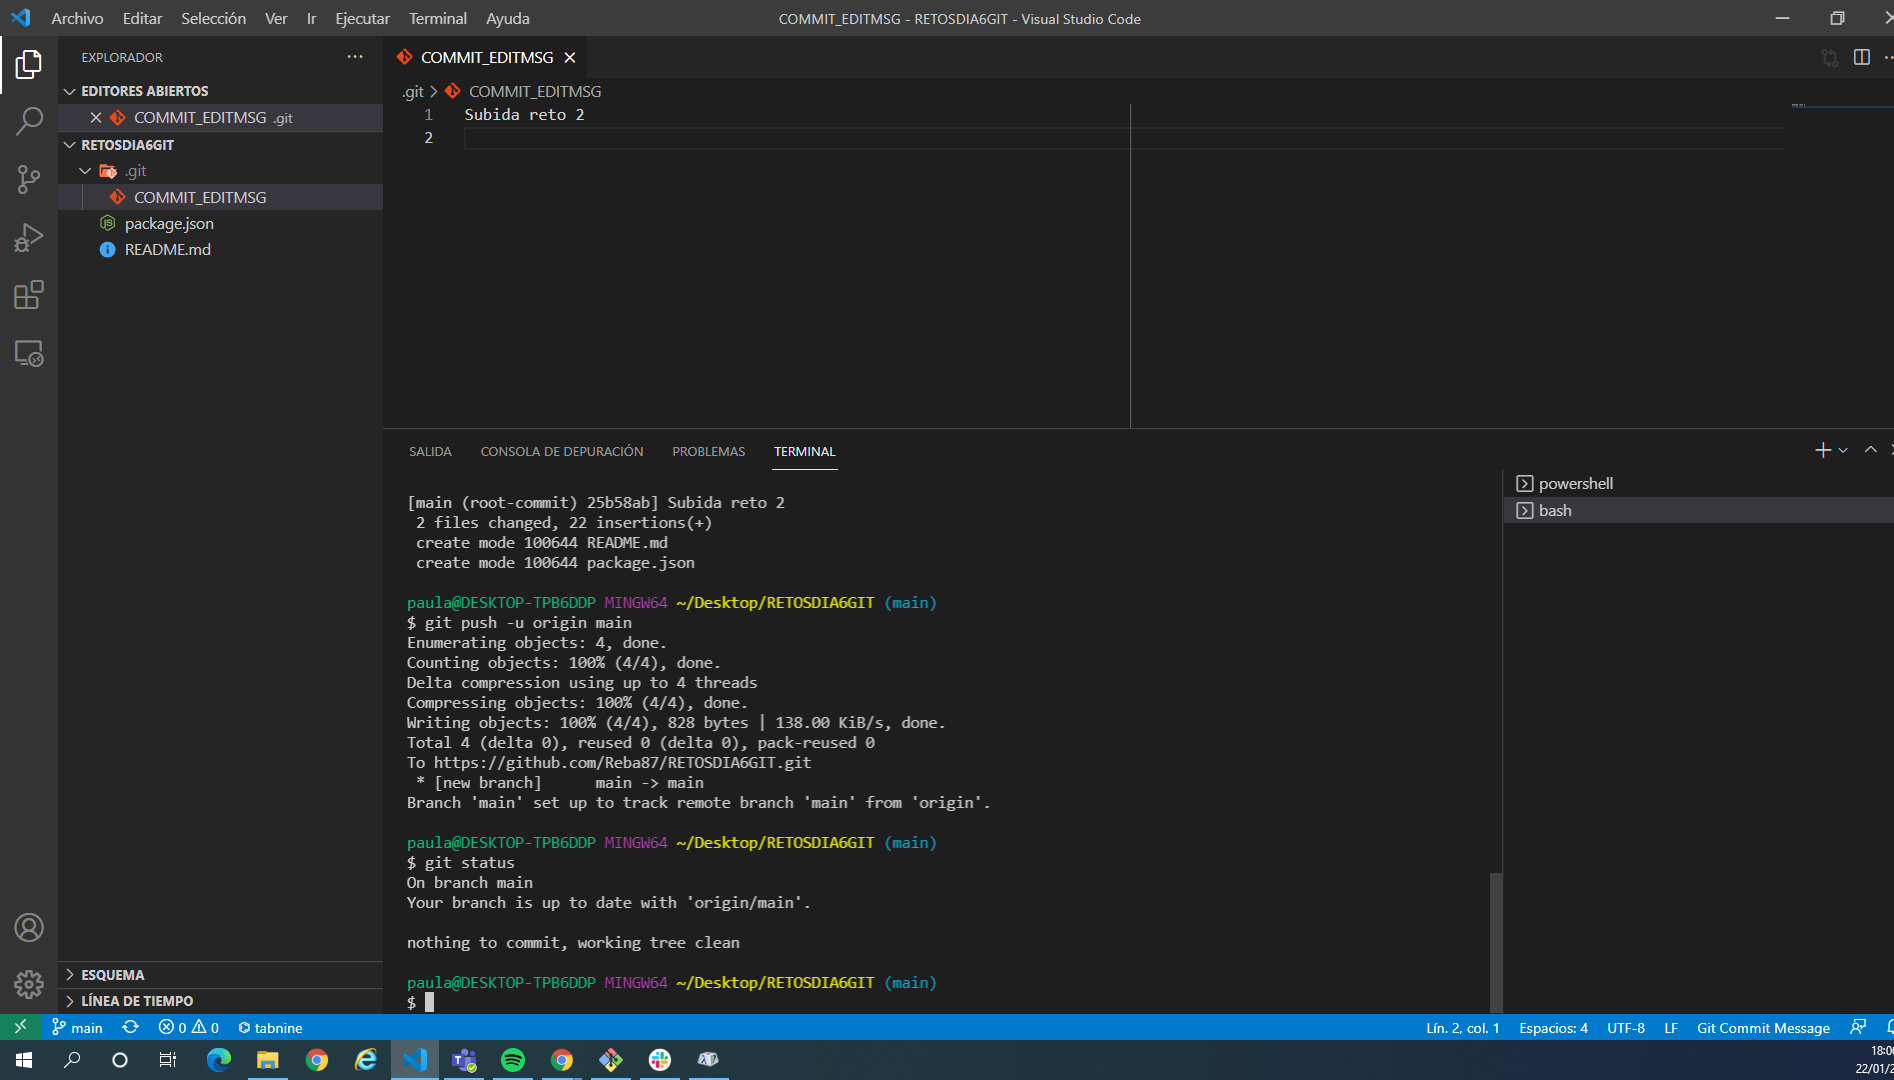 Archivo Editar Selección Ver Ir Ejecutar Terminal Ayuda
COMMIT_EDITMSG - RETOSDIA6GIT - Visual Studio Code
EXPLORADOR
EDITORES ABIERTOS
COMMIT_EDITMSG .git
RETOSDIA6GIT
.git
COMMIT_EDITMSG
package.json
README.md
ESQUEMA
LÍNEA DE TIEMPO
COMMIT_EDITMSG
.git > COMMIT_EDITMSG
1 Subida reto 2
2
SALIDA CONSOLA DE DEPURACIÓN PROBLEMAS TERMINAL
[main (root-commit) 25b58ab] Subida reto 2
2 files changed, 22 insertions(+)
create mode 100644 README.md
create mode 100644 package.json
paula@DESKTOP-TPB6DDP MINGW64 ~/Desktop/RETOSDIA6GIT (main)
$ git push -u origin main
Enumerating objects: 4, done.
Counting objects: 100% (4/4), done.
Delta compression using up to 4 threads
Compressing objects: 100% (4/4), done.
Writing objects: 100% (4/4), 828 bytes | 138.00 KiB/s, done.
Total 4 (delta 0), reused 0 (delta 0), pack-reused 0
To https://github.com/Reba87/RETOSDIA6GIT.git
* [new branch] main -> main
Branch 'main' set up to track remote branch 'main' from 'origin'.
paula@DESKTOP-TPB6DDP MINGW64 ~/Desktop/RETOSDIA6GIT (main)
$ git status
On branch main
Your branch is up to date with 'origin/main'.
nothing to commit, working tree clean
paula@DESKTOP-TPB6DDP MINGW64 ~/Desktop/RETOSDIA6GIT (main)
$
powershell
bash
main 0 0 tabnine
Lín. 2, col. 1 Espacios: 4 UTF-8 LF Git Commit Message